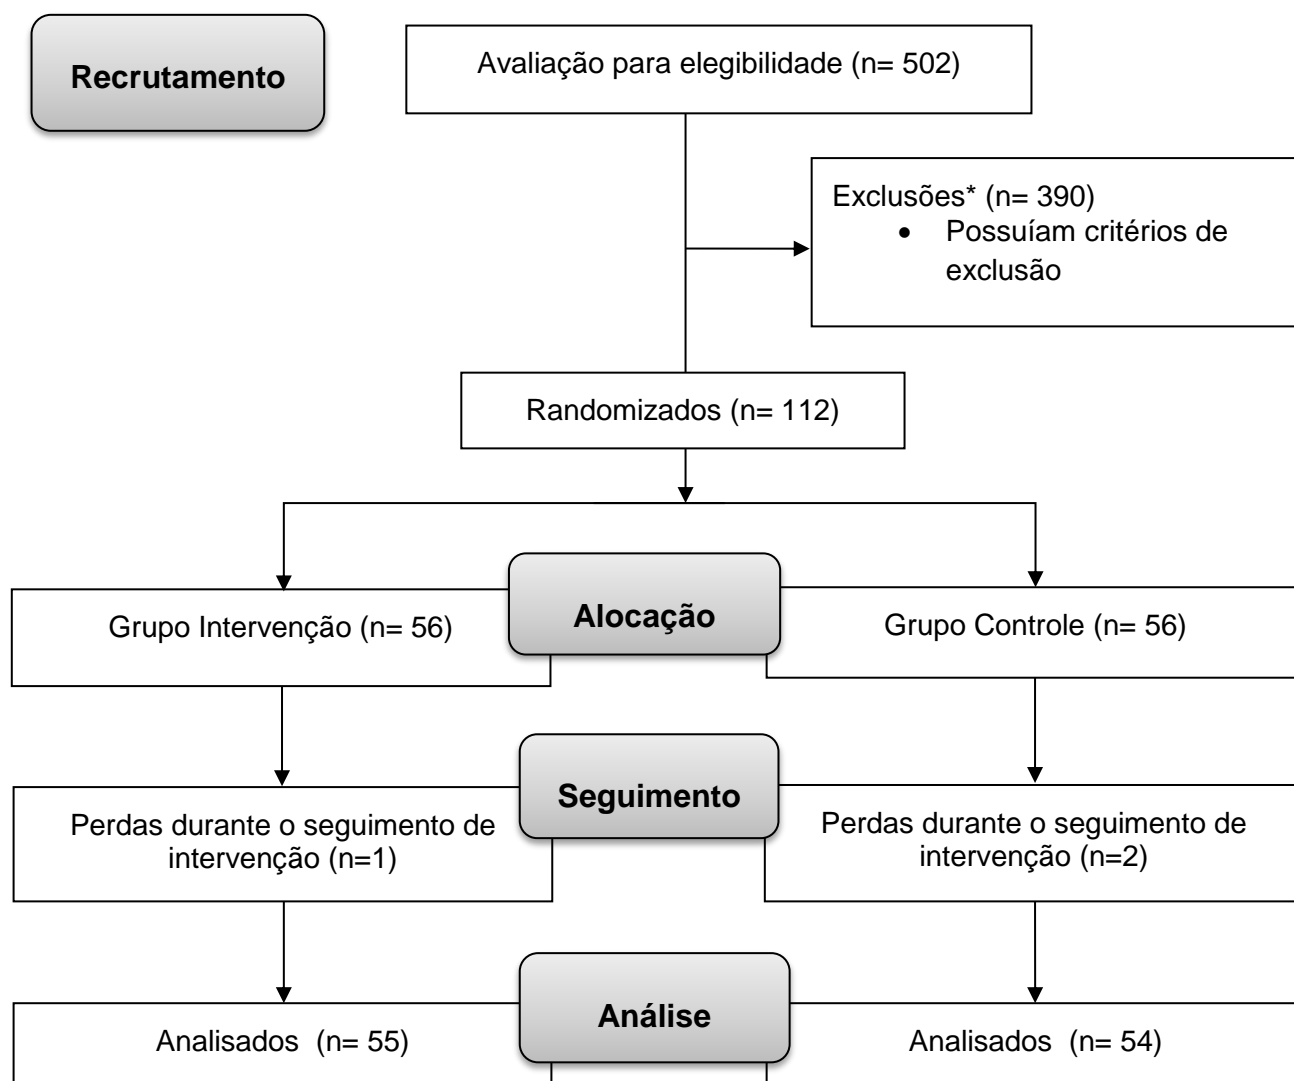 Recrutamento
Avaliação para elegibilidade (n= 502)
Exclusões* (n= 390)
• Possuíam critérios de
exclusão
Randomizados (n= 112)
Alocação
Grupo Intervenção (n= 56)
Grupo Controle (n= 56)
Seguimento
Perdas durante o seguimento de
intervenção (n=1)
Perdas durante o seguimento de
intervenção (n=2)
Análise
Analisados  (n= 55)
Analisados  (n= 54)